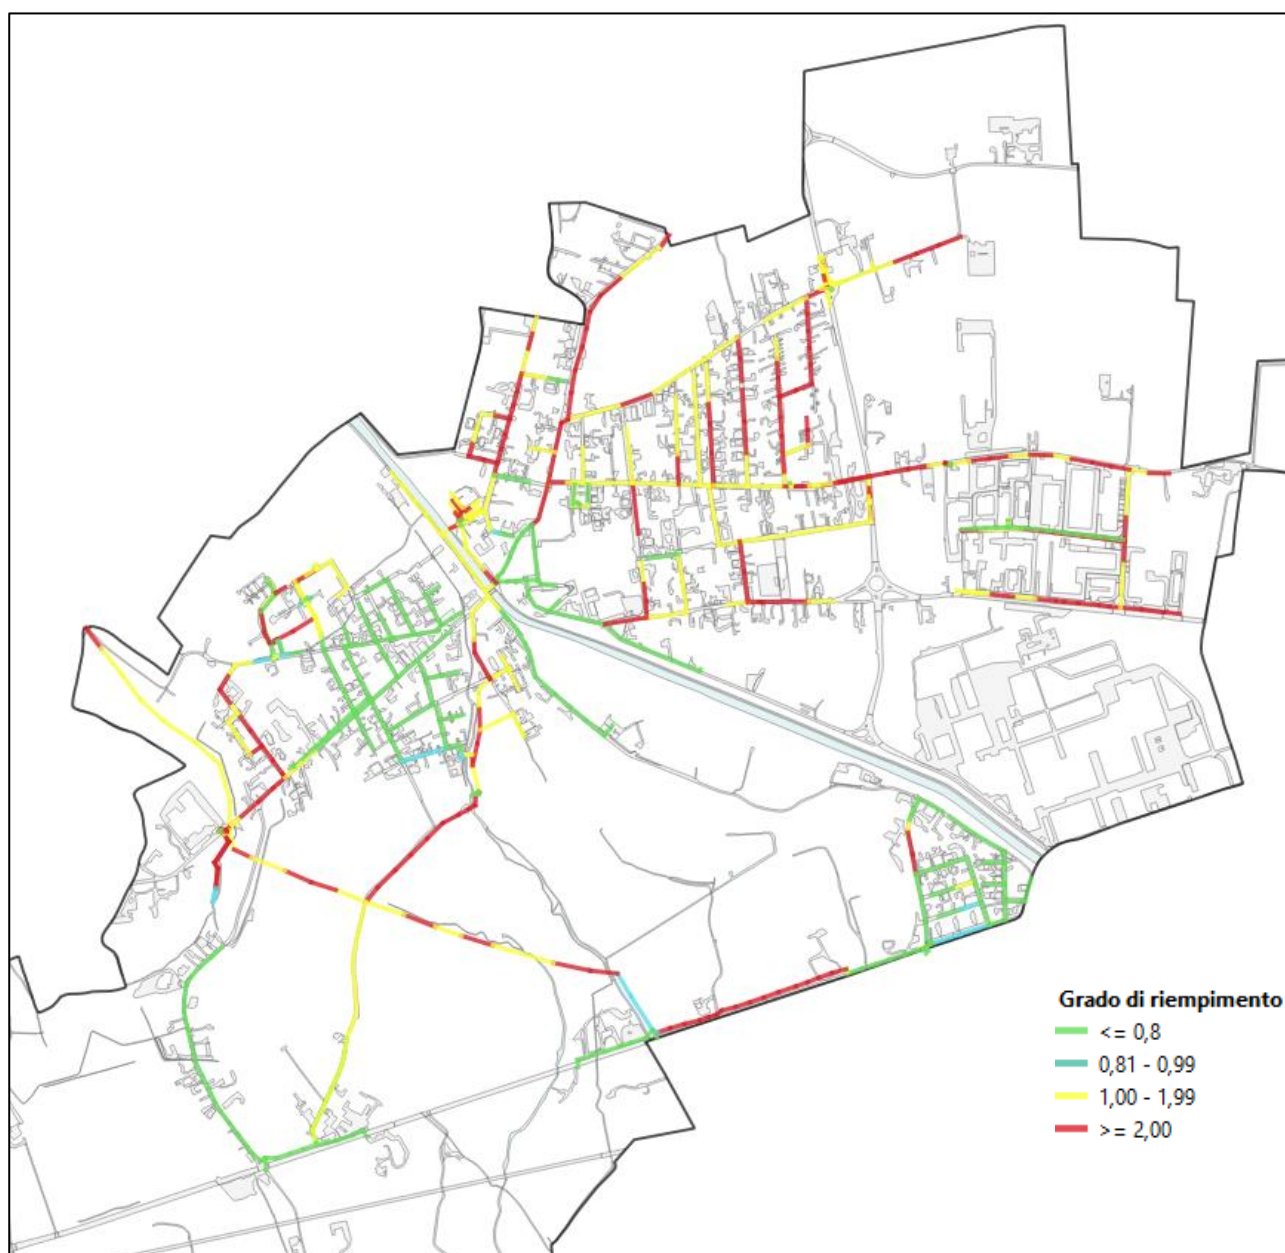 Grado di riempimento
<= 0,8
0,81 - 0,99
1,00 - 1,99
>= 2,00